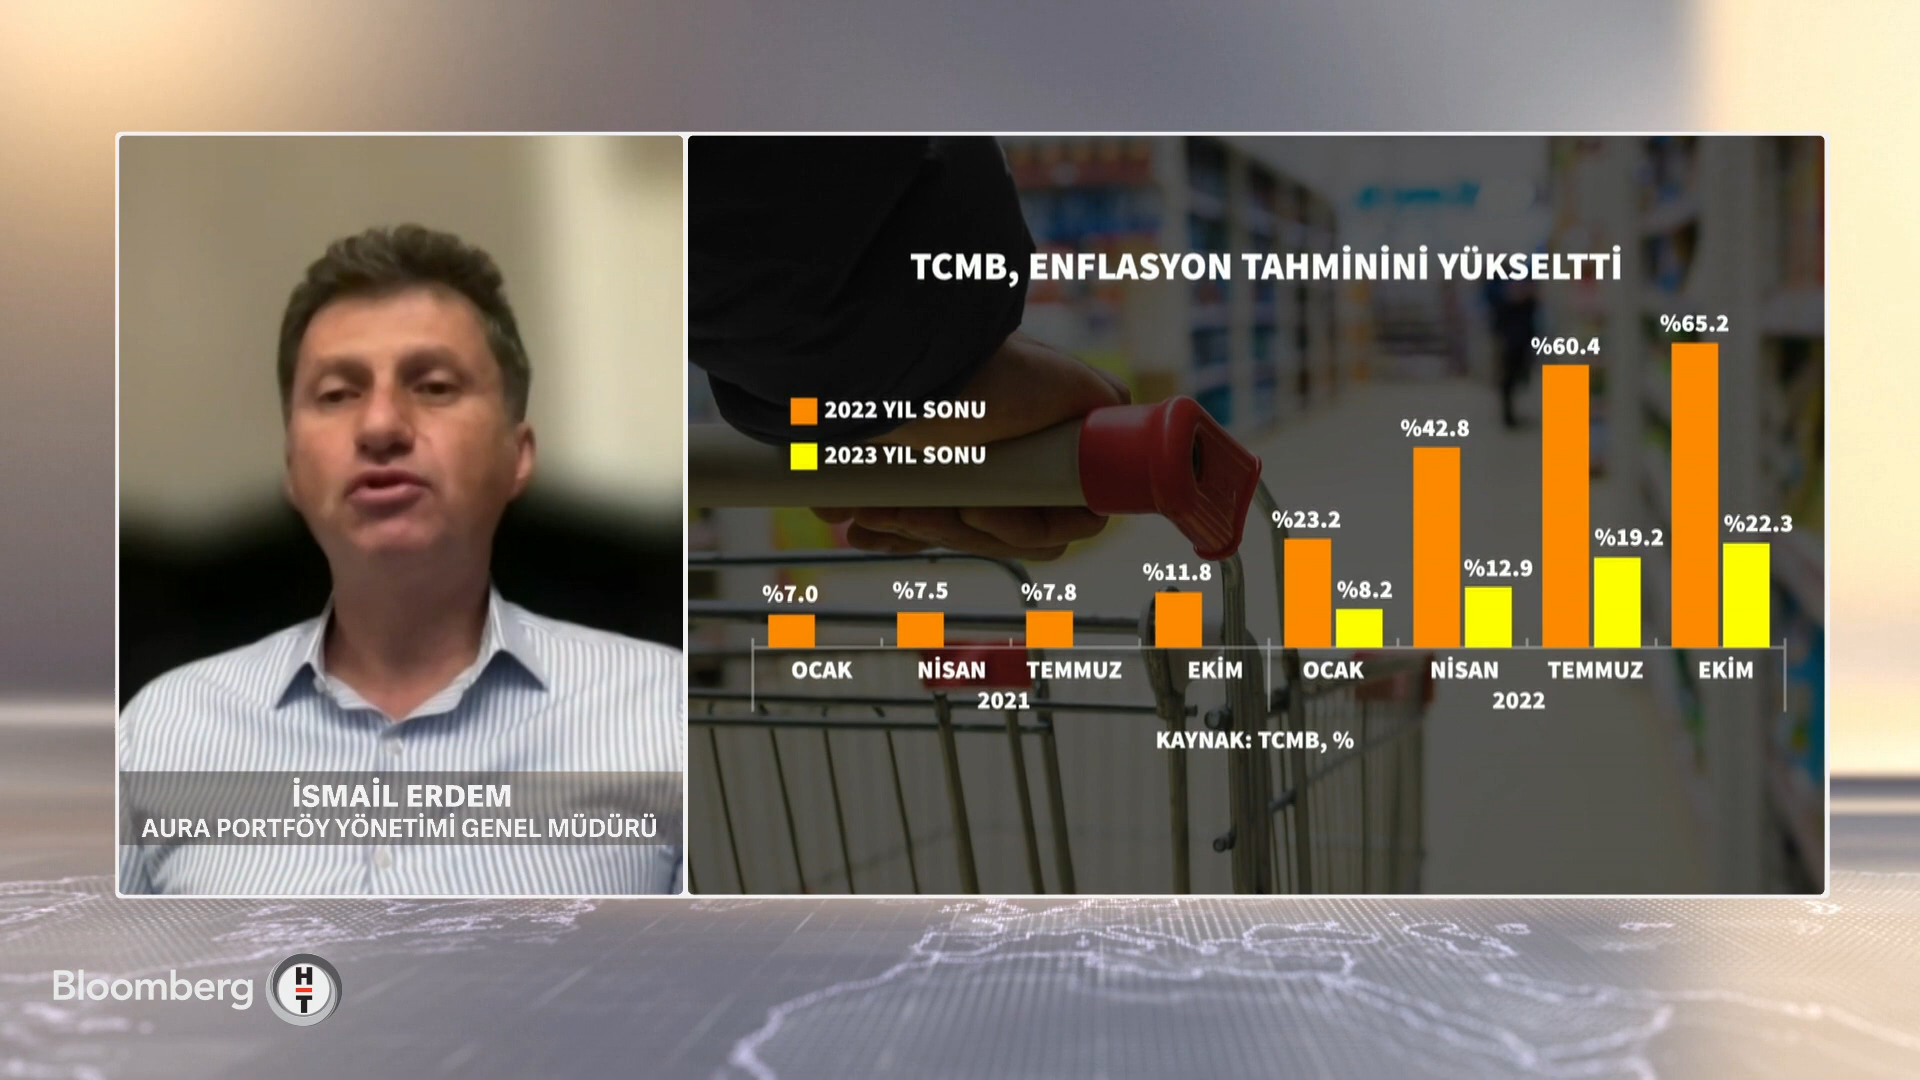 TCMB, ENFLASYON TAHMİNİNİ YÜKSELTTİ
2022 YIL SONU
2023 YIL SONU
%7.0
%7.5
%7.8
%11.8
%23.2
%8.2
%42.8
%12.9
%60.4
%19.2
%65.2
%22.3
OCAK NİSAN TEMMUZ EKİM OCAK NİSAN TEMMUZ EKİM
2021 2022
KAYNAK: TCMB, %
İSMAİL ERDEM
AURA PORTFÖY YÖNETİMİ GENEL MÜDÜRÜ
Bloomberg HT